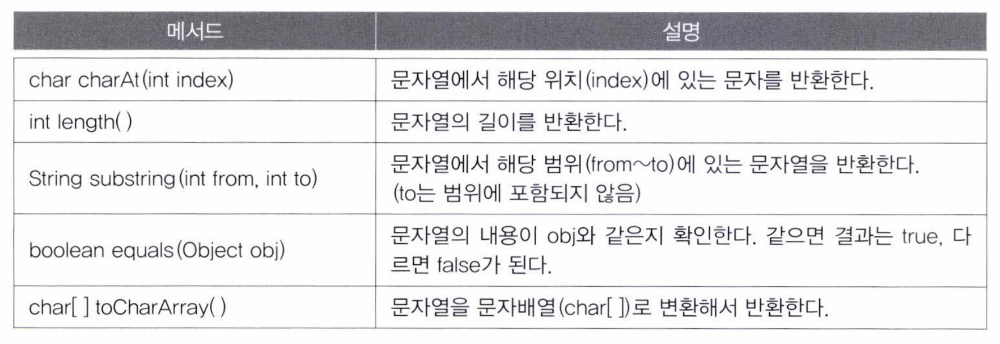 메서드 설명
char charAt(int index) 문자열에서 해당 위치(index)에 있는 문자를 반환한다.
int length( ) 문자열의 길이를 반환한다.
String substring(int from, int to) 문자열에서 해당 범위(from~to)에 있는 문자열을 반환한다.
(to는 범위에 포함되지 않음)
boolean equals(Object obj) 문자열의 내용이 obj와 같은지 확인한다. 같으면 결과는 true, 다
르면 false가 된다.
char[ ] toCharArray( ) 문자열을 문자배열(char[ ])로 변환해서 반환한다.